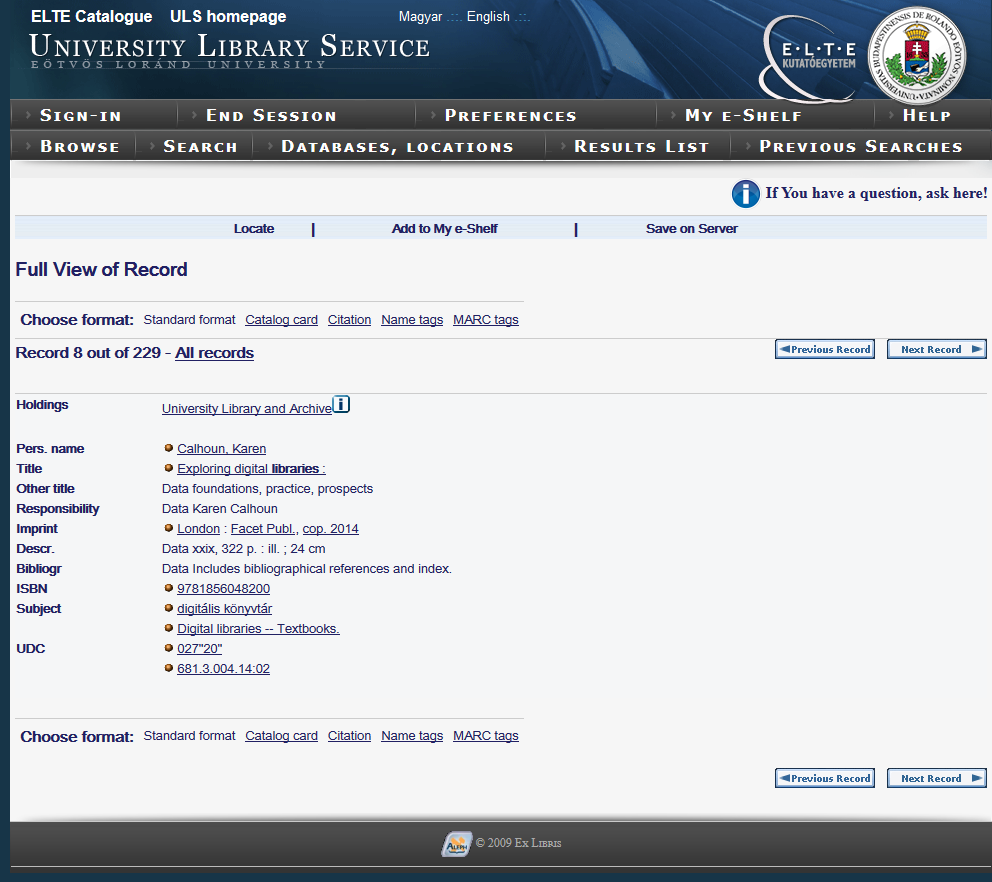 ELTE Catalogue ULS homepage Magyar .::. English .::.
UNIVERSITY LIBRARY SERVICE
EÖTVÖS LORÁND UNIVERSITY
E·L·T·E
KUTATÓEGYETEM
UNIVERSITAS BUDAPESTINENSIS DE ROLANDO EÖTVÖS NOMINATA
SIGN-IN END SESSION PREFERENCES MY E-SHELF HELP
BROWSE SEARCH DATABASES, LOCATIONS RESULTS LIST PREVIOUS SEARCHES
i If You have a question, ask here!
Locate | Add to My e-Shelf | Save on Server
Full View of Record
Choose format: Standard format Catalog card Citation Name tags MARC tags
Record 8 out of 229 - All records Previous Record Next Record
Holdings University Library and Archive i
Pers. name Calhoun, Karen
Title Exploring digital libraries :
Other title Data foundations, practice, prospects
Responsibility Data Karen Calhoun
Imprint London : Facet Publ., cop. 2014
Descr. Data xxix, 322 p. : ill. ; 24 cm
Bibliogr Data Includes bibliographical references and index.
ISBN 9781856048200
Subject digitális könyvtár
Digital libraries -- Textbooks.
UDC 027"20"
681.3.004.14:02
Choose format: Standard format Catalog card Citation Name tags MARC tags
Previous Record Next Record
ALEPH © 2009 EX LIBRIS